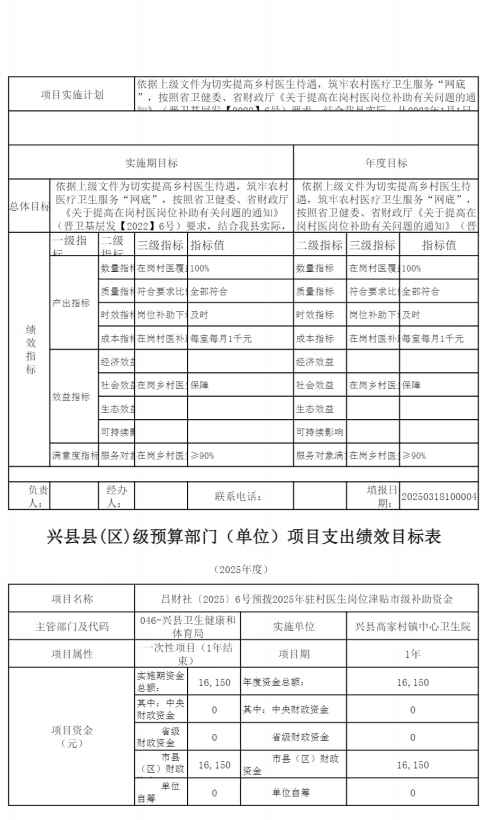 项目实施计划
依据上级文件为切实提高乡村医生待遇，筑牢农村医疗卫生服务“网底
”，按照省卫健委、省财政厅《关于提高在岗村医岗位补助有关问题的通
实施期目标 年度目标
总体目标
依据上级文件为切实提高乡村医生待遇，筑牢农村
医疗卫生服务“网底”，按照省卫健委、省财政厅
《关于提高在岗村医岗位补助有关问题的通知》
（晋卫基层发【2022】6号）要求，结合我县实际，
依据上级文件为切实提高乡村医生待
遇，筑牢农村医疗卫生服务“网底”，
按照省卫健委、省财政厅《关于提高在
岗村医岗位补助有关问题的通知》（晋
绩效指标
一级指 二级 三级指标 指标值 二级指标 三级指标 指标值
产出指标
数量指标 在岗村医覆 100% 数量指标 在岗村医覆 100%
质量指标 符合要求比 全部符合 质量指标 符合要求比 全部符合
时效指标 岗位补助下 及时 时效指标 岗位补助下 及时
成本指标 在岗村医补 每室每月1千元 成本指标 在岗村医补 每室每月1千元
效益指标
经济效益 经济效益
社会效益 在岗乡村医 保障 社会效益 在岗乡村医 保障
生态效益 生态效益
可持续影 可持续影响
满意度指标 服务对象 在岗乡村医 ≥90% 服务对象满 在岗乡村医 ≥90%
负责人： 经办人： 联系电话： 填报日期： 20250318100004
兴县县(区)级预算部门（单位）项目支出绩效目标表
（2025年度）
项目名称 吕财社〔2025〕6号预拨2025年驻村医生岗位津贴市级补助资金
主管部门及代码 046-兴县卫生健康和体育局 实施单位 兴县高家村镇中心卫生院
项目属性 一次性项目（1年结束） 项目期 1年
项目资金（元）
实施期资金总额： 16,150 年度资金总额： 16,150
其中：中央财政资金 0 其中：中央财政资金 0
省级财政资金 0 省级财政资金 0
市县（区）财政 16,150 市县（区）财政资金 16,150
单位自筹 0 单位自筹 0